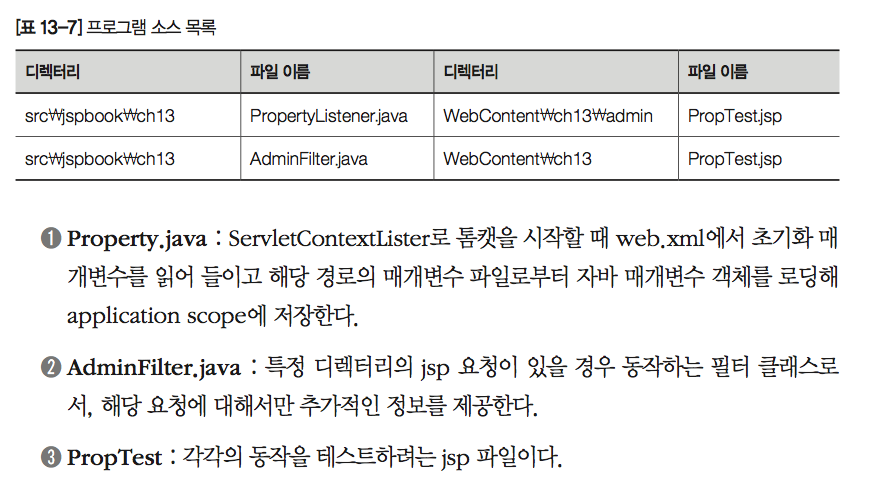 [표 13-7] 프로그램 소스 목록
디렉터리 파일 이름 디렉터리 파일 이름
src₩jspbook₩ch13 PropertyListener.java WebContent₩ch13₩admin PropTest.jsp
src₩jspbook₩ch13 AdminFilter.java WebContent₩ch13 PropTest.jsp
❶ Property.java : ServletContextLister로 톰캣을 시작할 때 web.xml에서 초기화 매
개변수를 읽어 들이고 해당 경로의 매개변수 파일로부터 자바 매개변수 객체를 로딩해
application scope에 저장한다.
❷ AdminFilter.java : 특정 디렉터리의 jsp 요청이 있을 경우 동작하는 필터 클래스로
서, 해당 요청에 대해서만 추가적인 정보를 제공한다.
❸ PropTest : 각각의 동작을 테스트하려는 jsp 파일이다.